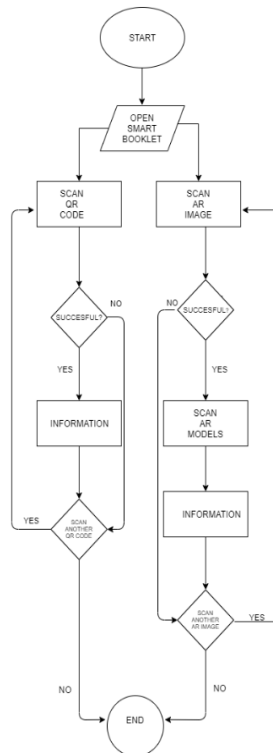 START
OPEN
SMART
BOOKLET
SCAN
QR
CODE
SCAN
AR
IMAGE
SUCCESFUL?
NO
YES
INFORMATION
SCAN
ANOTHER
QR CODE
YES
NO
NO
SUCCESFUL?
YES
SCAN
AR
MODELS
INFORMATION
SCAN
ANOTHER
AR IMAGE
YES
NO
END